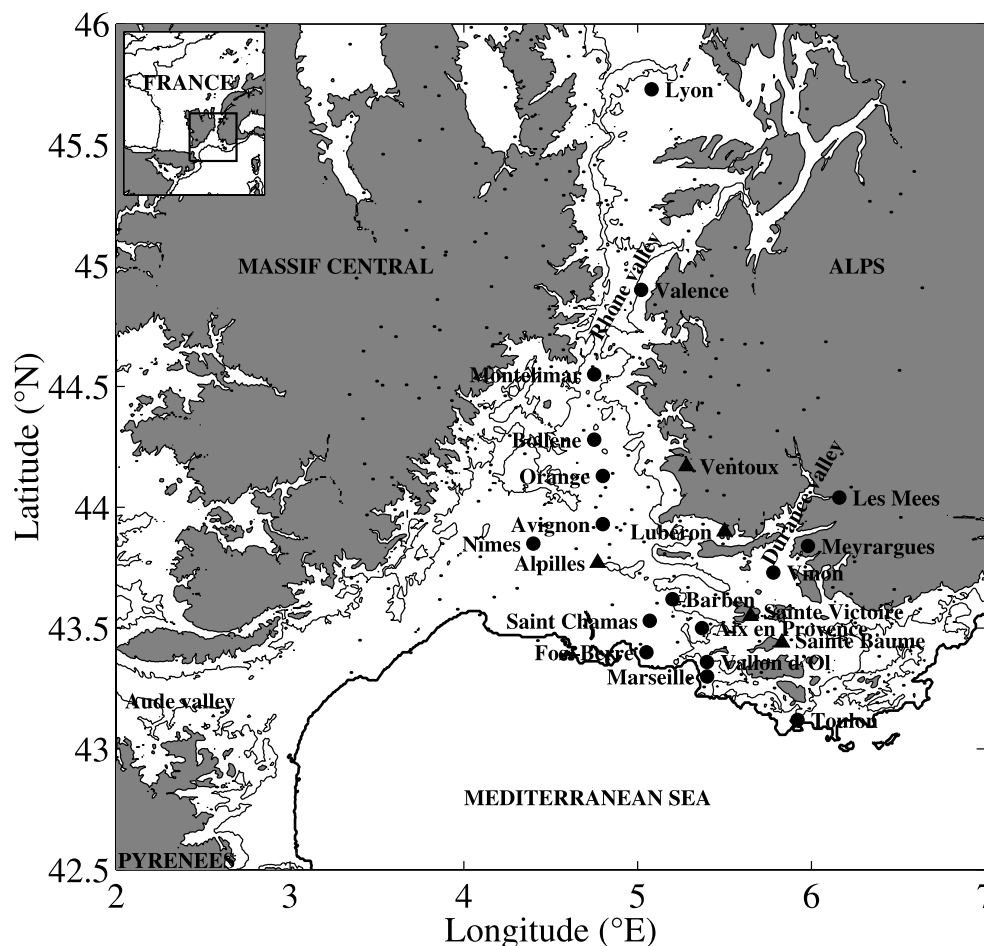 46
FRANCE
Lyon
45.5
Rhone valley
45
MASSIF CENTRAL
ALPS
Valence
44.5
Montelimar
Bollene
Ventoux
Orange
Durance valley
Les Mees
44
Avignon
Luberon
Nimes
Meyrargues
Alpilles
Vinon
Barben
43.5
Saint Chamas
Sainte Victoire
Aix en Provence
Sainte Baume
Fos/Berre
Vallon d'Ol
Marseille
Aude valley
Toulon
43
MEDITERRANEAN SEA
PYRENEES
42.5
2 3 4 5 6 7
Longitude (°E)
Latitude (°N)